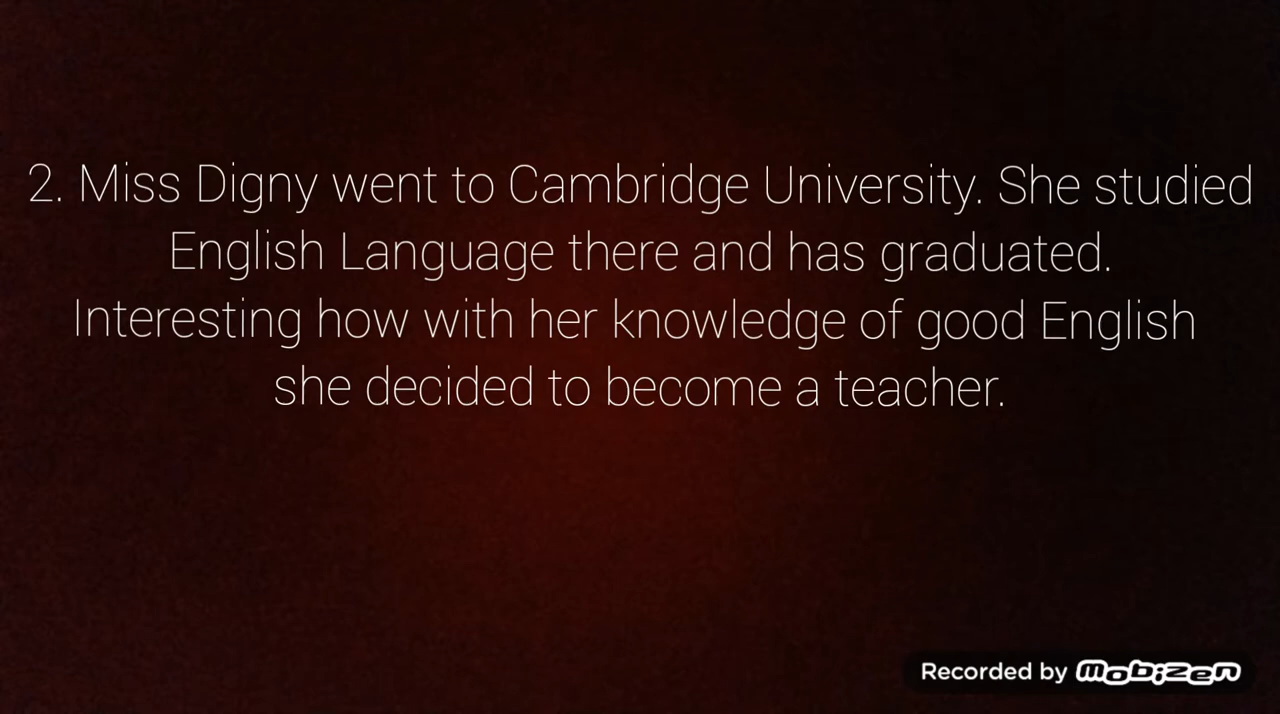 2. Miss Digny went to Cambridge University. She studied
English Language there and has graduated.
Interesting how with her knowledge of good English
she decided to become a teacher.
Recorded by Mobizen